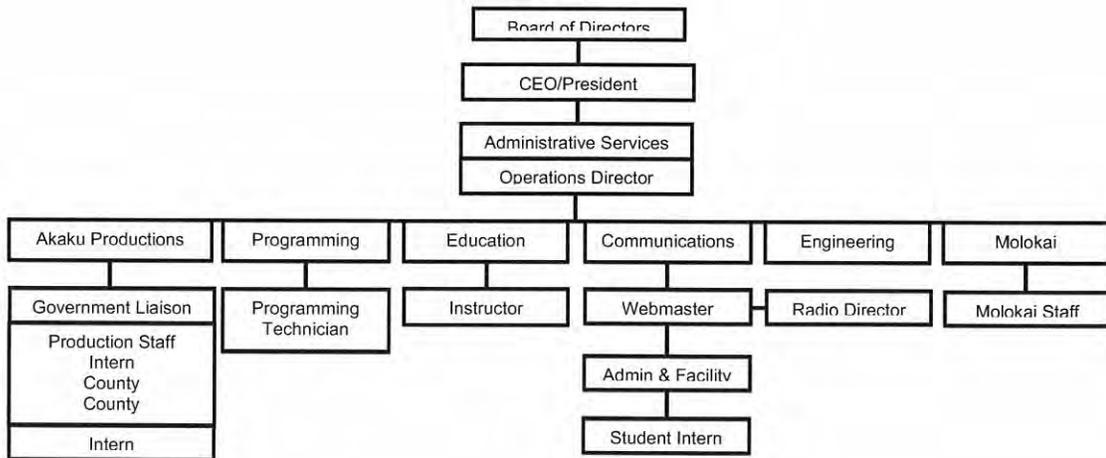 Board of Directors
CEO/President
Administrative Services
Operations Director
Akaku Productions
Programming
Education
Communications
Engineering
Molokai
Government Liaison
Programming
Technician
Instructor
Webmaster
Radio Director
Molokai Staff
Production Staff
Intern
County
County
Intern
Admin & Facility
Student Intern